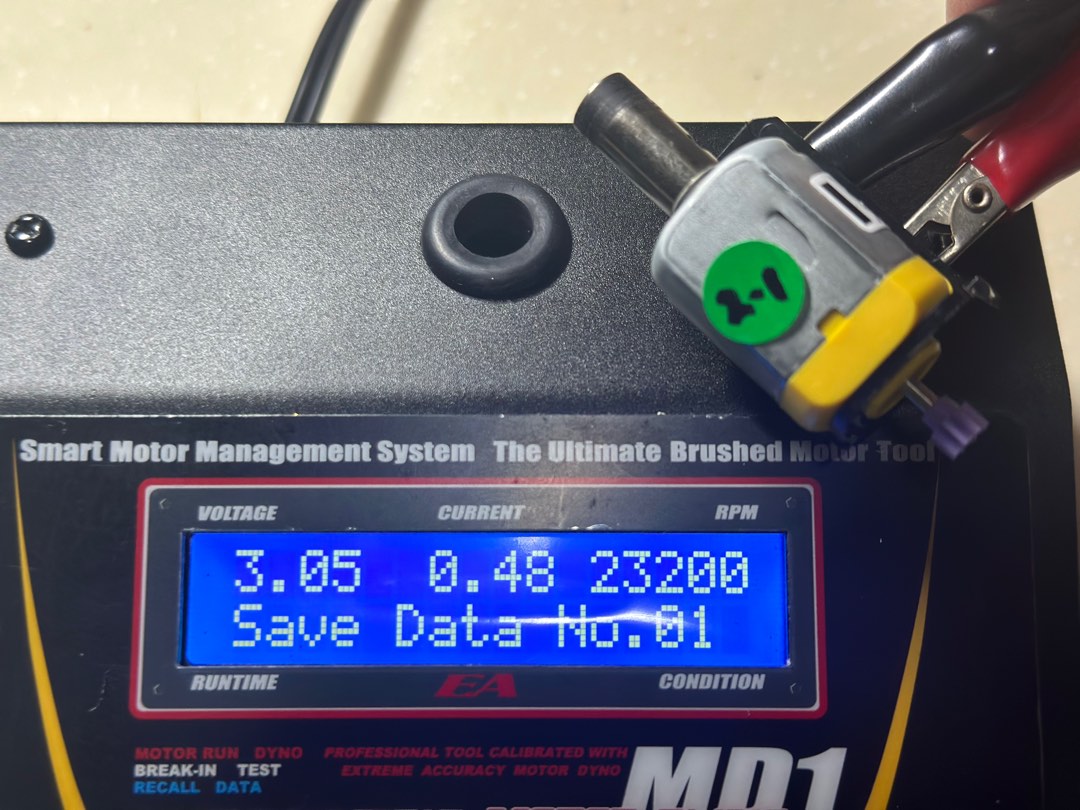 2-1
Smart Motor Management System The Ultimate Brushed Motor Tool
VOLTAGE CURRENT RPM
3.05 0.48 23200
Save Data No.01
RUNTIME EA CONDITION
MOTOR RUN DYNO
BREAK-IN TEST
RECALL DATA
PROFESSIONAL TOOL CALIBRATED WITH
EXTREME ACCURACY MOTOR DYNO
MD1